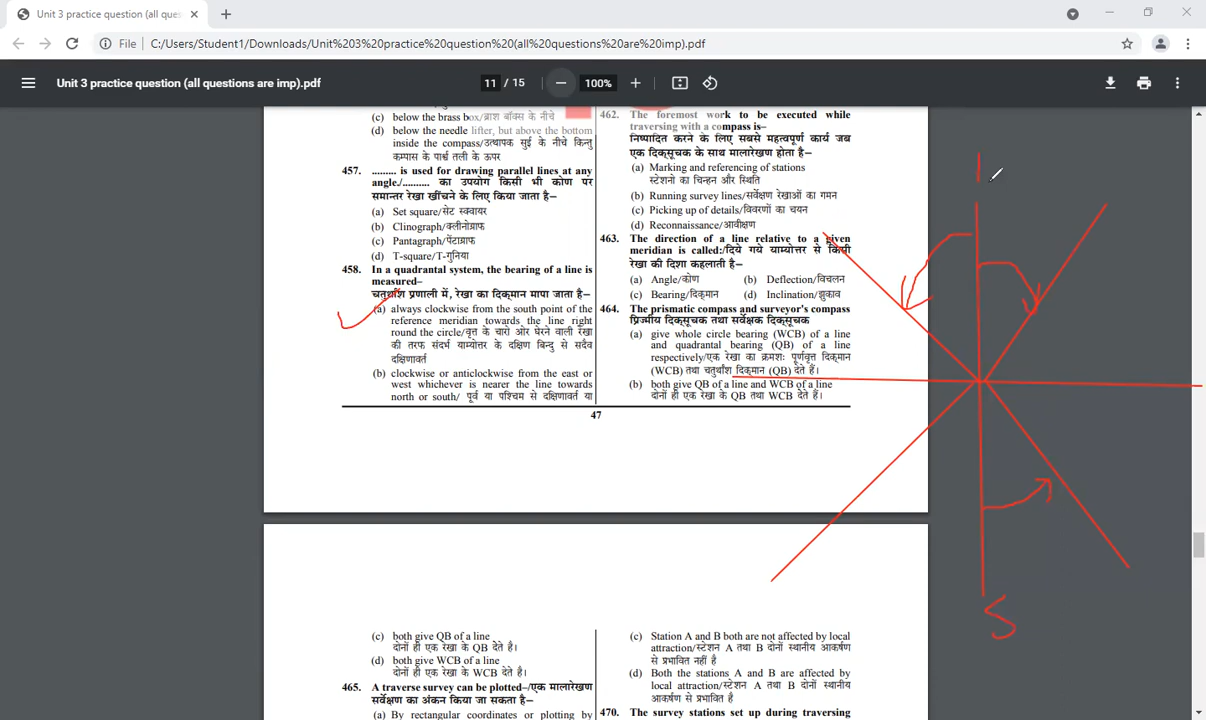 Unit 3 practice question (all ques
File
C:/Users/Student1/Downloads/Unit%203%20practice%20question%20(all%20questions%20are%20imp).pdf
Unit 3 practice question (all questions are imp).pdf
11 / 15
100%
(c) below the brass box/ब्राश बॉक्स के नीचे
(d) below the needle lifter, but above the bottom
inside the compass/उत्थापक सुई के नीचे किन्तु
कम्पास के पार्श्व तली के ऊपर
457. ......... is used for drawing parallel lines at any
angle./.......... का उपयोग किसी भी कोण पर
समान्तर रेखा खींचने के लिए किया जाता है–
(a) Set square/सेट स्क्वायर
(b) Clinograph/क्लीनोग्राफ
(c) Pantagraph/पेंटाग्राफ
(d) T-square/T-गुनिया
458. In a quadrantal system, the bearing of a line is
measured–
चतुर्थांश प्रणाली में, रेखा का दिक्मान मापा जाता है–
(a) always clockwise from the south point of the
reference meridian towards the line right
round the circle/वृत्त के चारो ओर घेरने वाली रेखा
की तरफ संदर्भ याम्योत्तर के दक्षिण बिन्दु से सदैव
दक्षिणावर्त
(b) clockwise or anticlockwise from the east or
west whichever is nearer the line towards
north or south/ पूर्व या पश्चिम से दक्षिणावर्त या
462. The foremost work to be executed while
traversing with a compass is–
निष्पादित करने के लिए सबसे महत्वपूर्ण कार्य जब
एक दिक्सूचक के साथ मालारेखण होता है–
(a) Marking and referencing of stations
स्टेशनो का चिन्हन और स्थिति
(b) Running survey lines/सर्वेक्षण रेखाओं का गमन
(c) Picking up of details/विवरणों का चयन
(d) Reconnaissance/आवीक्षण
463. The direction of a line relative to a given
meridian is called:/दिये गये याम्योत्तर से किसी
रेखा की दिशा कहलाती है–
(a) Angle/कोण (b) Deflection/विचलन
(c) Bearing/दिक्मान (d) Inclination/झुकाव
464. The prismatic compass and surveyor's compass
प्रिज्मीय दिक्सूचक तथा सर्वेक्षक दिक्सूचक
(a) give whole circle bearing (WCB) of a line
and quadrantal bearing (QB) of a line
respectively/एक रेखा का क्रमशः पूर्णवृत्त दिक्मान
(WCB) तथा चतुर्थांश दिक्मान (QB) देते हैं।
(b) both give QB of a line and WCB of a line
दोनों ही एक रेखा के QB तथा WCB देते हैं।
47
S
(c) both give QB of a line
दोनों ही एक रेखा के QB देते है।
(d) both give WCB of a line
दोनों ही एक रेखा के WCB देते हैं।
465. A traverse survey can be plotted–/एक मालारेखण
सर्वेक्षण का अंकन किया जा सकता है–
(a) By rectangular coordinates or plotting by
(c) Station A and B both are not affected by local
attraction/स्टेशन A तथा B दोनों स्थानीय आकर्षण
से प्रभावित नहीं है
(d) Both the stations A and B are affected by
local attraction/स्टेशन A तथा B दोनों स्थानीय
आकर्षण से प्रभावित है
470. The survey stations set up during traversing